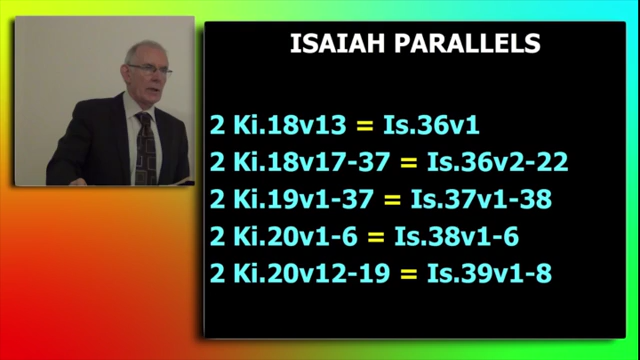 ISAIAH PARALLELS
2 Ki.18v13 = Is.36v1
2 Ki.18v17-37 = Is.36v2-22
2 Ki.19v1-37 = Is.37v1-38
2 Ki.20v1-6 = Is.38v1-6
2 Ki.20v12-19 = Is.39v1-8